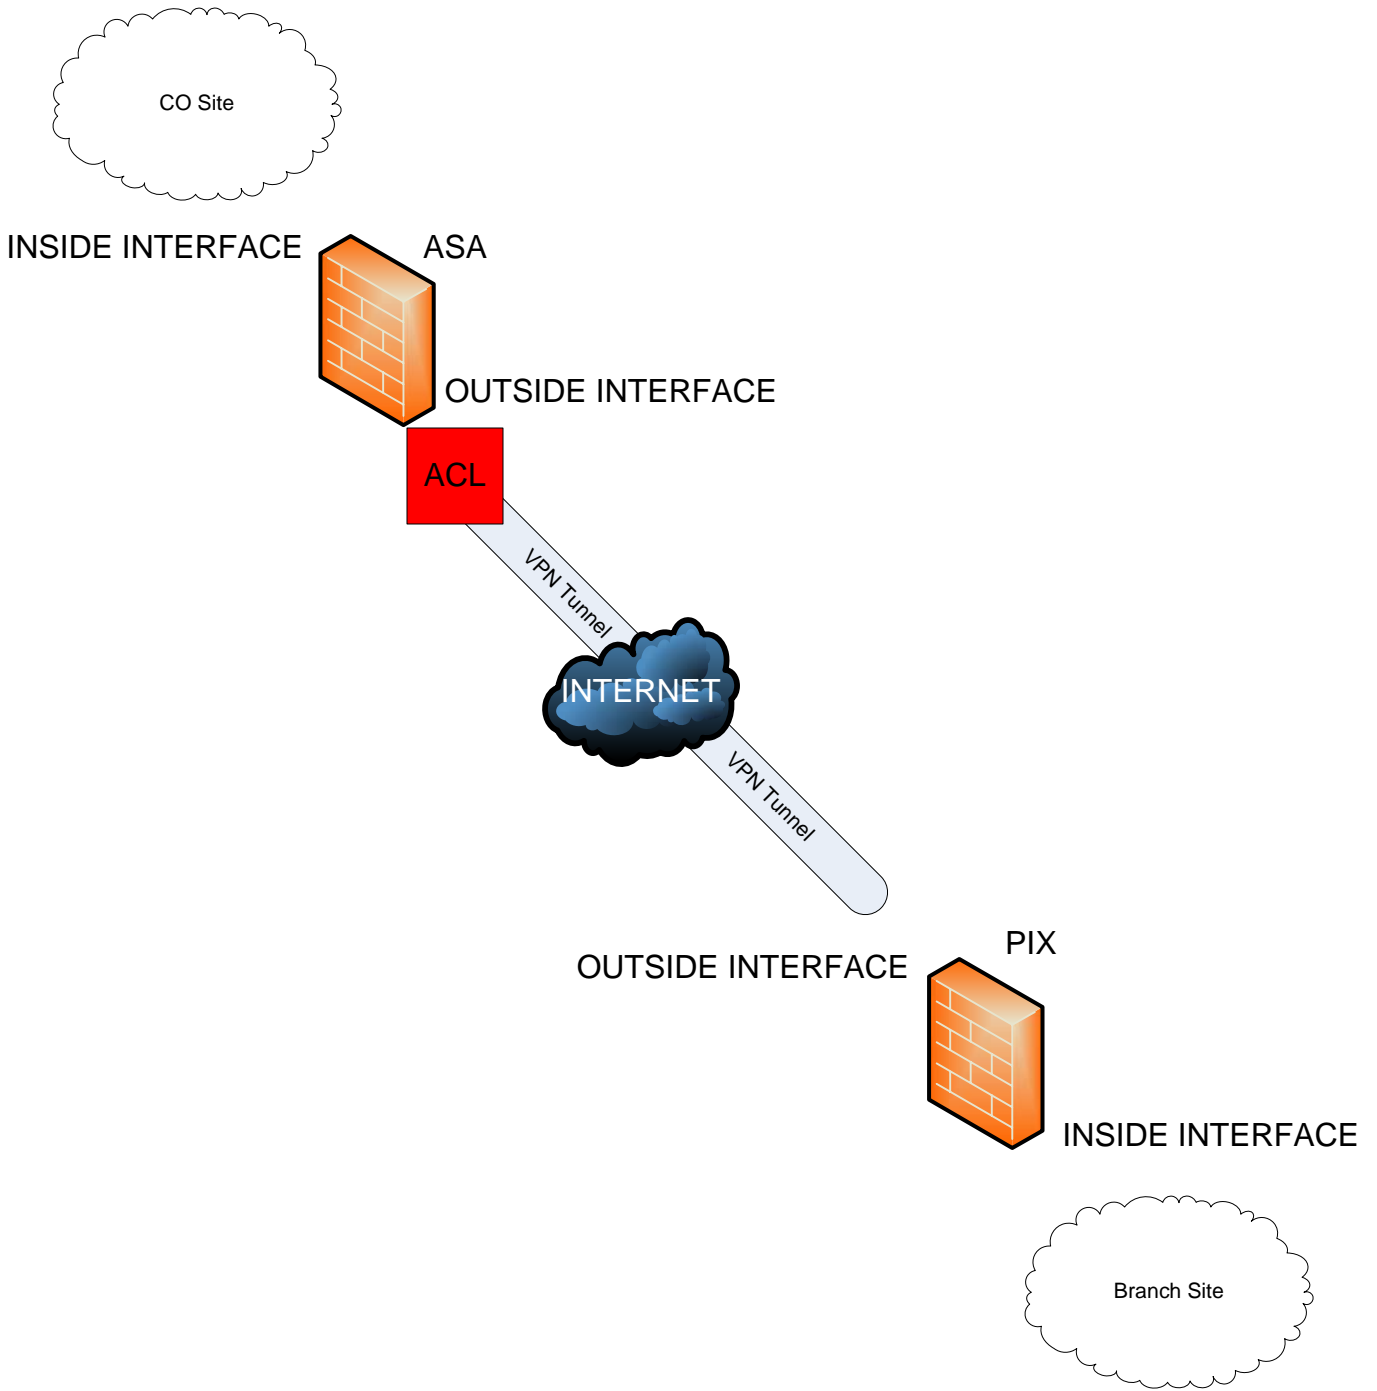 CO Site
INSIDE INTERFACE
ASA
OUTSIDE INTERFACE
ACL
VPN Tunnel
INTERNET
VPN Tunnel
PIX
OUTSIDE INTERFACE
INSIDE INTERFACE
Branch Site